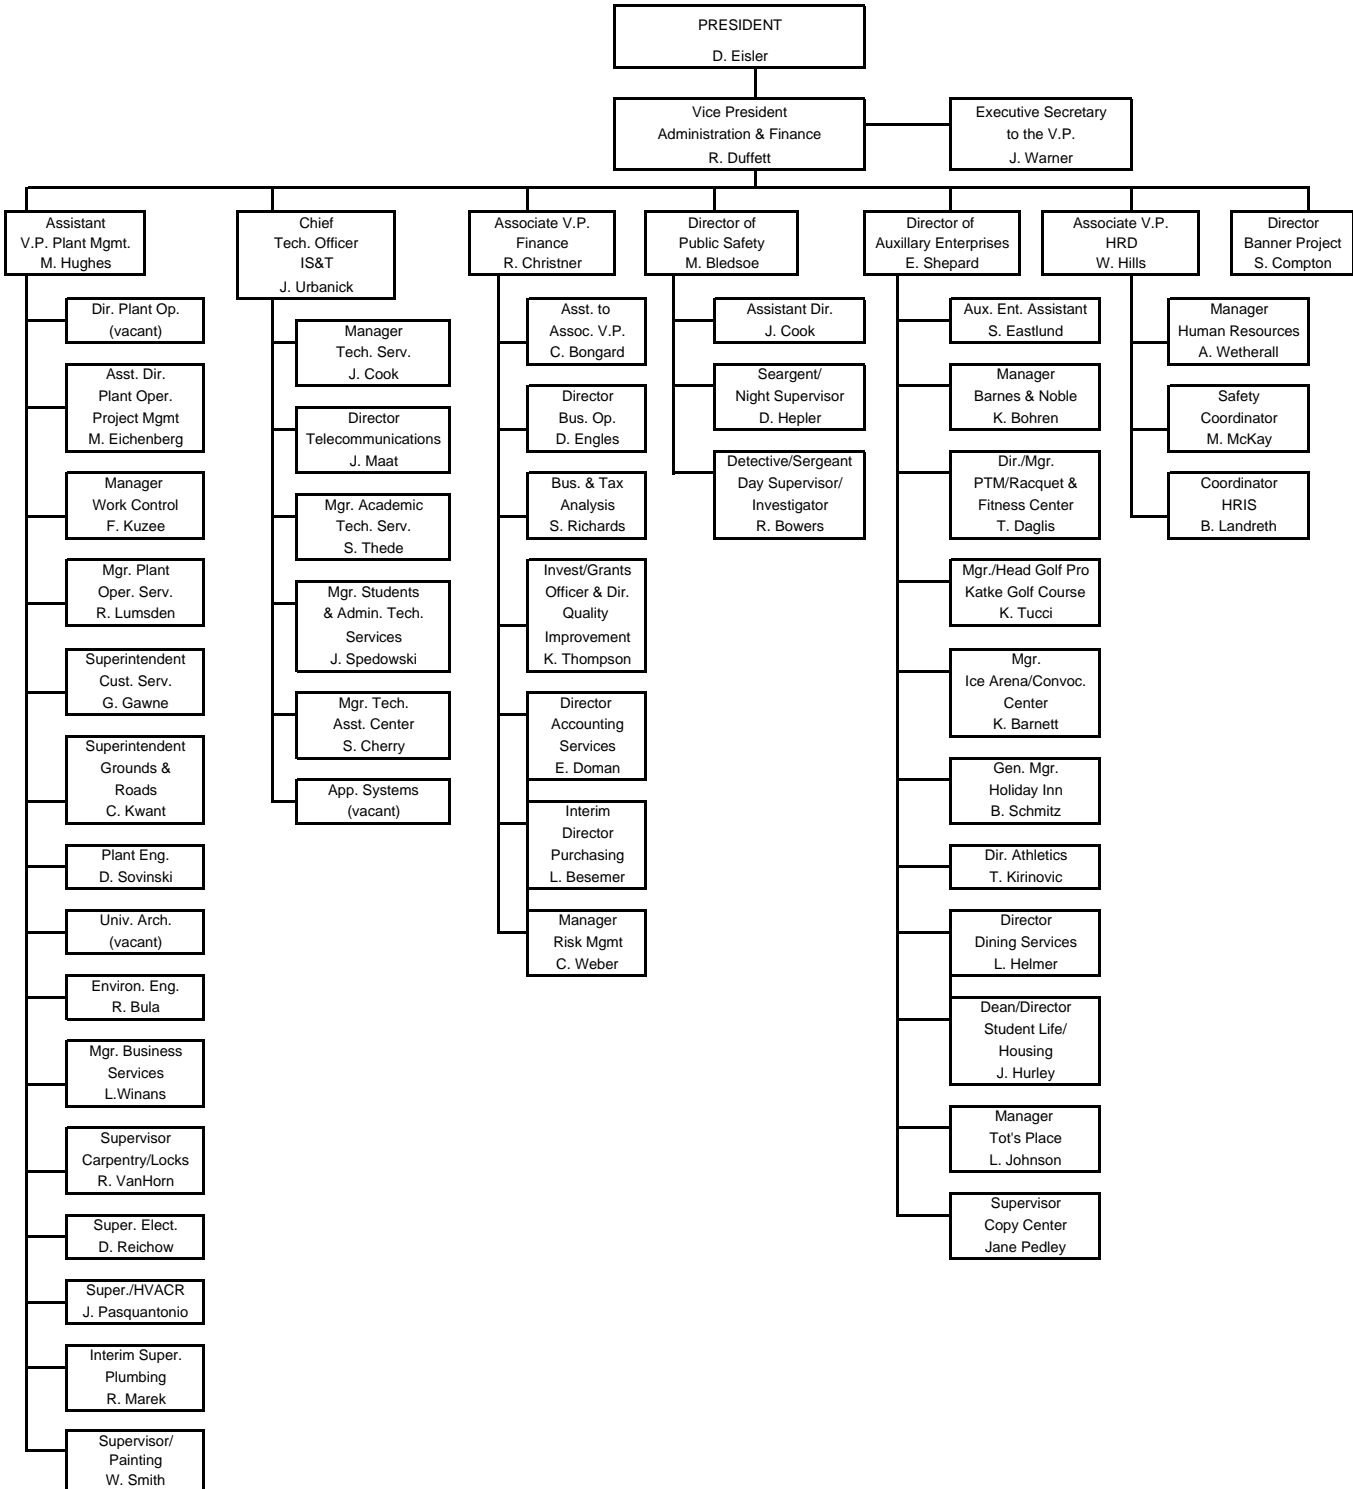 PRESIDENT
D. Eisler
Vice President
Administration & Finance
R. Duffett
Executive Secretary
to the V.P.
J. Warner
Assistant
V.P. Plant Mgmt.
M. Hughes
Chief
Tech. Officer
IS&T
J. Urbanick
Associate V.P.
Finance
R. Christner
Director of
Public Safety
M. Bledsoe
Director of
Auxillary Enterprises
E. Shepard
Associate V.P.
HRD
W. Hills
Director
Banner Project
S. Compton
Dir. Plant Op.
(vacant)
Asst. Dir.
Plant Oper.
Project Mgmt
M. Eichenberg
Manager
Work Control
F. Kuzee
Mgr. Plant
Oper. Serv.
R. Lumsden
Superintendent
Cust. Serv.
G. Gawne
Superintendent
Grounds &
Roads
C. Kwant
Plant Eng.
D. Sovinski
Univ. Arch.
(vacant)
Environ. Eng.
R. Bula
Mgr. Business
Services
L.Winans
Supervisor
Carpentry/Locks
R. VanHorn
Super. Elect.
D. Reichow
Super./HVACR
J. Pasquantonio
Interim Super.
Plumbing
R. Marek
Supervisor/
Painting
W. Smith
Manager
Tech. Serv.
J. Cook
Director
Telecommunications
J. Maat
Mgr. Academic
Tech. Serv.
S. Thede
Mgr. Students
& Admin. Tech.
Services
J. Spedowski
Mgr. Tech.
Asst. Center
S. Cherry
App. Systems
(vacant)
Asst. to
Assoc. V.P.
C. Bongard
Director
Bus. Op.
D. Engles
Bus. & Tax
Analysis
S. Richards
Invest/Grants
Officer & Dir.
Quality
Improvement
K. Thompson
Director
Accounting
Services
E. Doman
Interim
Director
Purchasing
L. Besemer
Manager
Risk Mgmt
C. Weber
Assistant Dir.
J. Cook
Seargent/
Night Supervisor
D. Hepler
Detective/Sergeant
Day Supervisor/
Investigator
R. Bowers
Aux. Ent. Assistant
S. Eastlund
Manager
Barnes & Noble
K. Bohren
Dir./Mgr.
PTM/Racquet &
Fitness Center
T. Daglis
Mgr./Head Golf Pro
Katke Golf Course
K. Tucci
Mgr.
Ice Arena/Convoc.
Center
K. Barnett
Gen. Mgr.
Holiday Inn
B. Schmitz
Dir. Athletics
T. Kirinovic
Director
Dining Services
L. Helmer
Dean/Director
Student Life/
Housing
J. Hurley
Manager
Tot's Place
L. Johnson
Supervisor
Copy Center
Jane Pedley
Manager
Human Resources
A. Wetherall
Safety
Coordinator
M. McKay
Coordinator
HRIS
B. Landreth